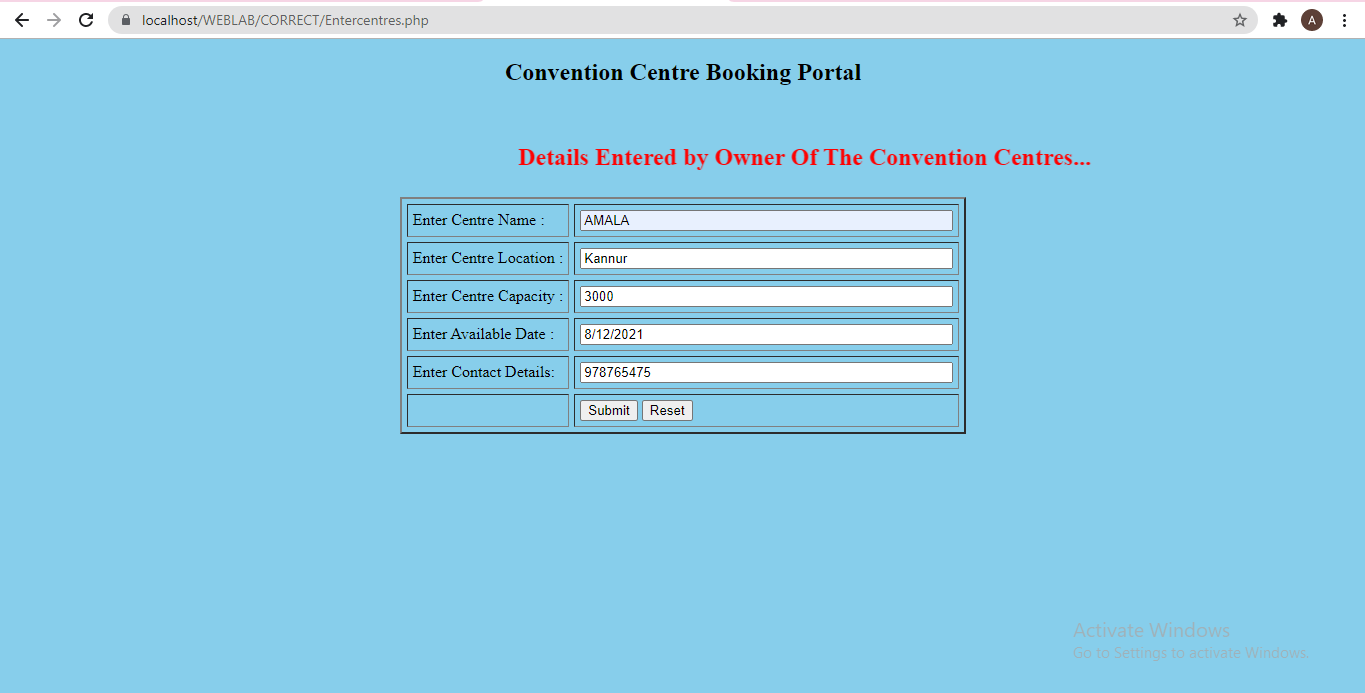 localhost/WEBLAB/CORRECT/Entercentres.php
A
Convention Centre Booking Portal
Details Entered by Owner Of The Convention Centres...
Enter Centre Name : AMALA
Enter Centre Location : Kannur
Enter Centre Capacity : 3000
Enter Available Date : 8/12/2021
Enter Contact Details: 978765475
Submit Reset
Activate Windows
Go to Settings to activate Windows.